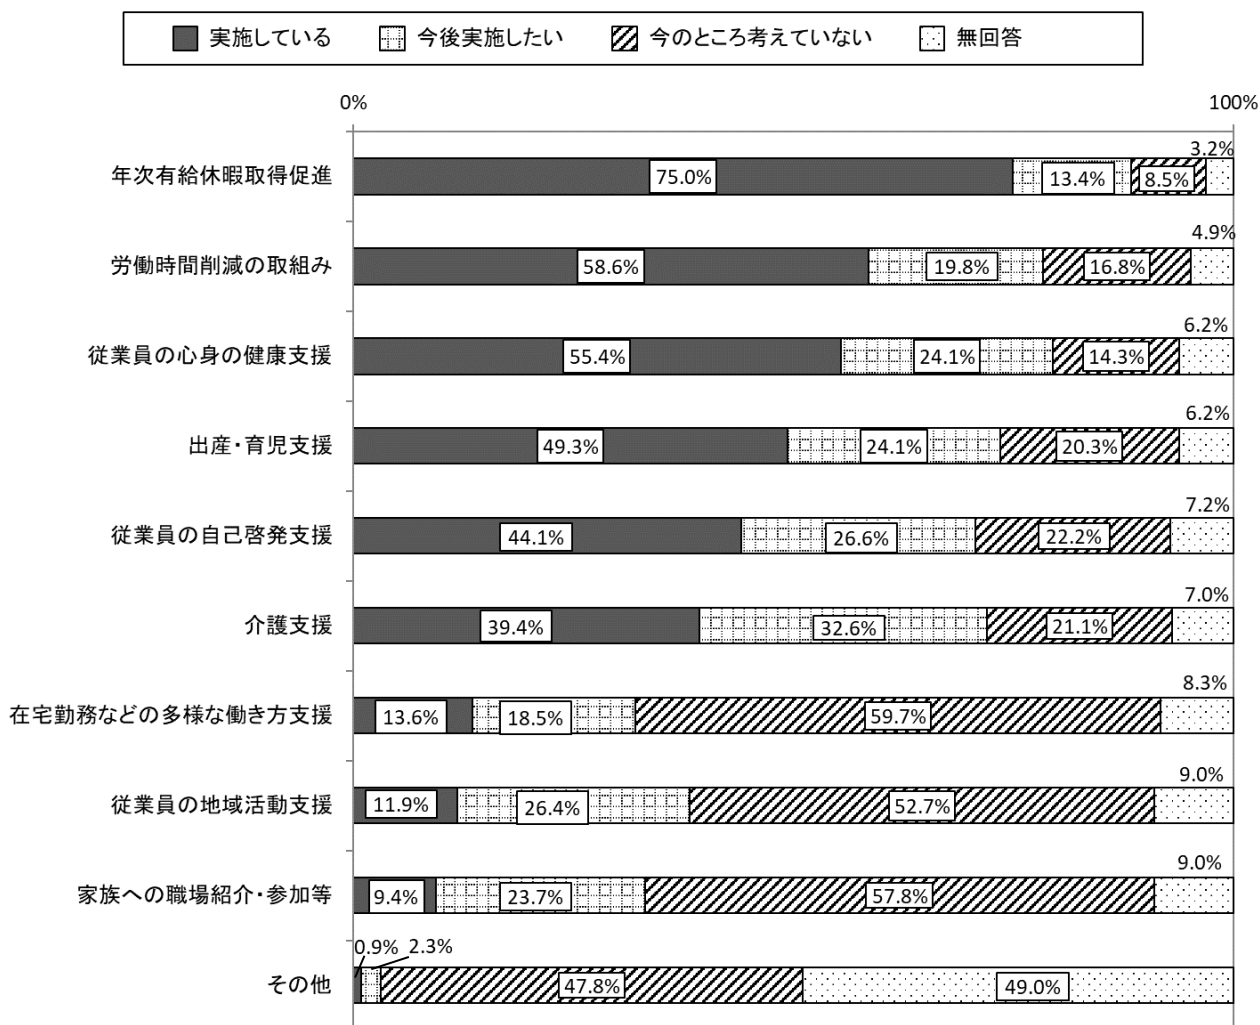 実施している 今後実施したい 今のところ考えていない 無回答
0% 100%
3.2%
年次有給休暇取得促進 75.0% 13.4% 8.5%
4.9%
労働時間削減の取組み 58.6% 19.8% 16.8%
6.2%
従業員の心身の健康支援 55.4% 24.1% 14.3%
6.2%
出産・育児支援 49.3% 24.1% 20.3%
7.2%
従業員の自己啓発支援 44.1% 26.6% 22.2%
7.0%
介護支援 39.4% 32.6% 21.1%
8.3%
在宅勤務などの多様な働き方支援 13.6% 18.5% 59.7%
9.0%
従業員の地域活動支援 11.9% 26.4% 52.7%
9.0%
家族への職場紹介・参加等 9.4% 23.7% 57.8%
0.9% 2.3%
その他 47.8% 49.0%